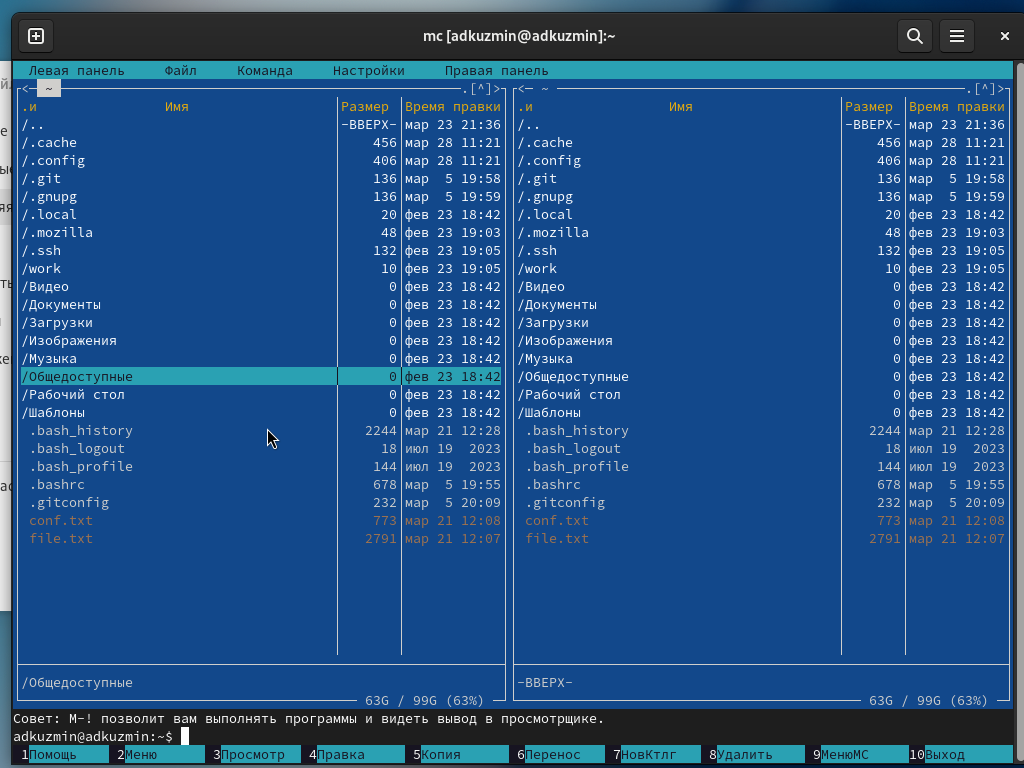 mc [adkuzmin@adkuzmin]:~
Левая панель Файл Команда Настройки Правая панель
<─ ~ .[^]> <─ ~ .[^]>
.и Имя Размер Время правки .и Имя Размер Время правки
/.. -ВВЕРХ- мар 23 21:36 /.. -ВВЕРХ- мар 23 21:36
/.cache 456 мар 28 11:21 /.cache 456 мар 28 11:21
/.config 406 мар 28 11:21 /.config 406 мар 28 11:21
/.git 136 мар 5 19:58 /.git 136 мар 5 19:58
/.gnupg 136 мар 5 19:59 /.gnupg 136 мар 5 19:59
/.local 20 фев 23 18:42 /.local 20 фев 23 18:42
/.mozilla 48 фев 23 19:03 /.mozilla 48 фев 23 19:03
/.ssh 132 фев 23 19:05 /.ssh 132 фев 23 19:05
/work 10 фев 23 19:05 /work 10 фев 23 19:05
/Видео 0 фев 23 18:42 /Видео 0 фев 23 18:42
/Документы 0 фев 23 18:42 /Документы 0 фев 23 18:42
/Загрузки 0 фев 23 18:42 /Загрузки 0 фев 23 18:42
/Изображения 0 фев 23 18:42 /Изображения 0 фев 23 18:42
/Музыка 0 фев 23 18:42 /Музыка 0 фев 23 18:42
/Общедоступные 0 фев 23 18:42 /Общедоступные 0 фев 23 18:42
/Рабочий стол 0 фев 23 18:42 /Рабочий стол 0 фев 23 18:42
/Шаблоны 0 фев 23 18:42 /Шаблоны 0 фев 23 18:42
.bash_history 2244 мар 21 12:28 .bash_history 2244 мар 21 12:28
.bash_logout 18 июл 19 2023 .bash_logout 18 июл 19 2023
.bash_profile 144 июл 19 2023 .bash_profile 144 июл 19 2023
.bashrc 678 мар 5 19:55 .bashrc 678 мар 5 19:55
.gitconfig 232 мар 5 20:09 .gitconfig 232 мар 5 20:09
conf.txt 773 мар 21 12:08 conf.txt 773 мар 21 12:08
file.txt 2791 мар 21 12:07 file.txt 2791 мар 21 12:07
/Общедоступные -ВВЕРХ-
63G / 99G (63%) 63G / 99G (63%)
Совет: M-! позволит вам выполнять программы и видеть вывод в просмотрщике.
adkuzmin@adkuzmin:~$
1Помощь 2Меню 3Просмотр 4Правка 5Копия 6Перенос 7НовКтлг 8Удалить 9МенюMC 10Выход